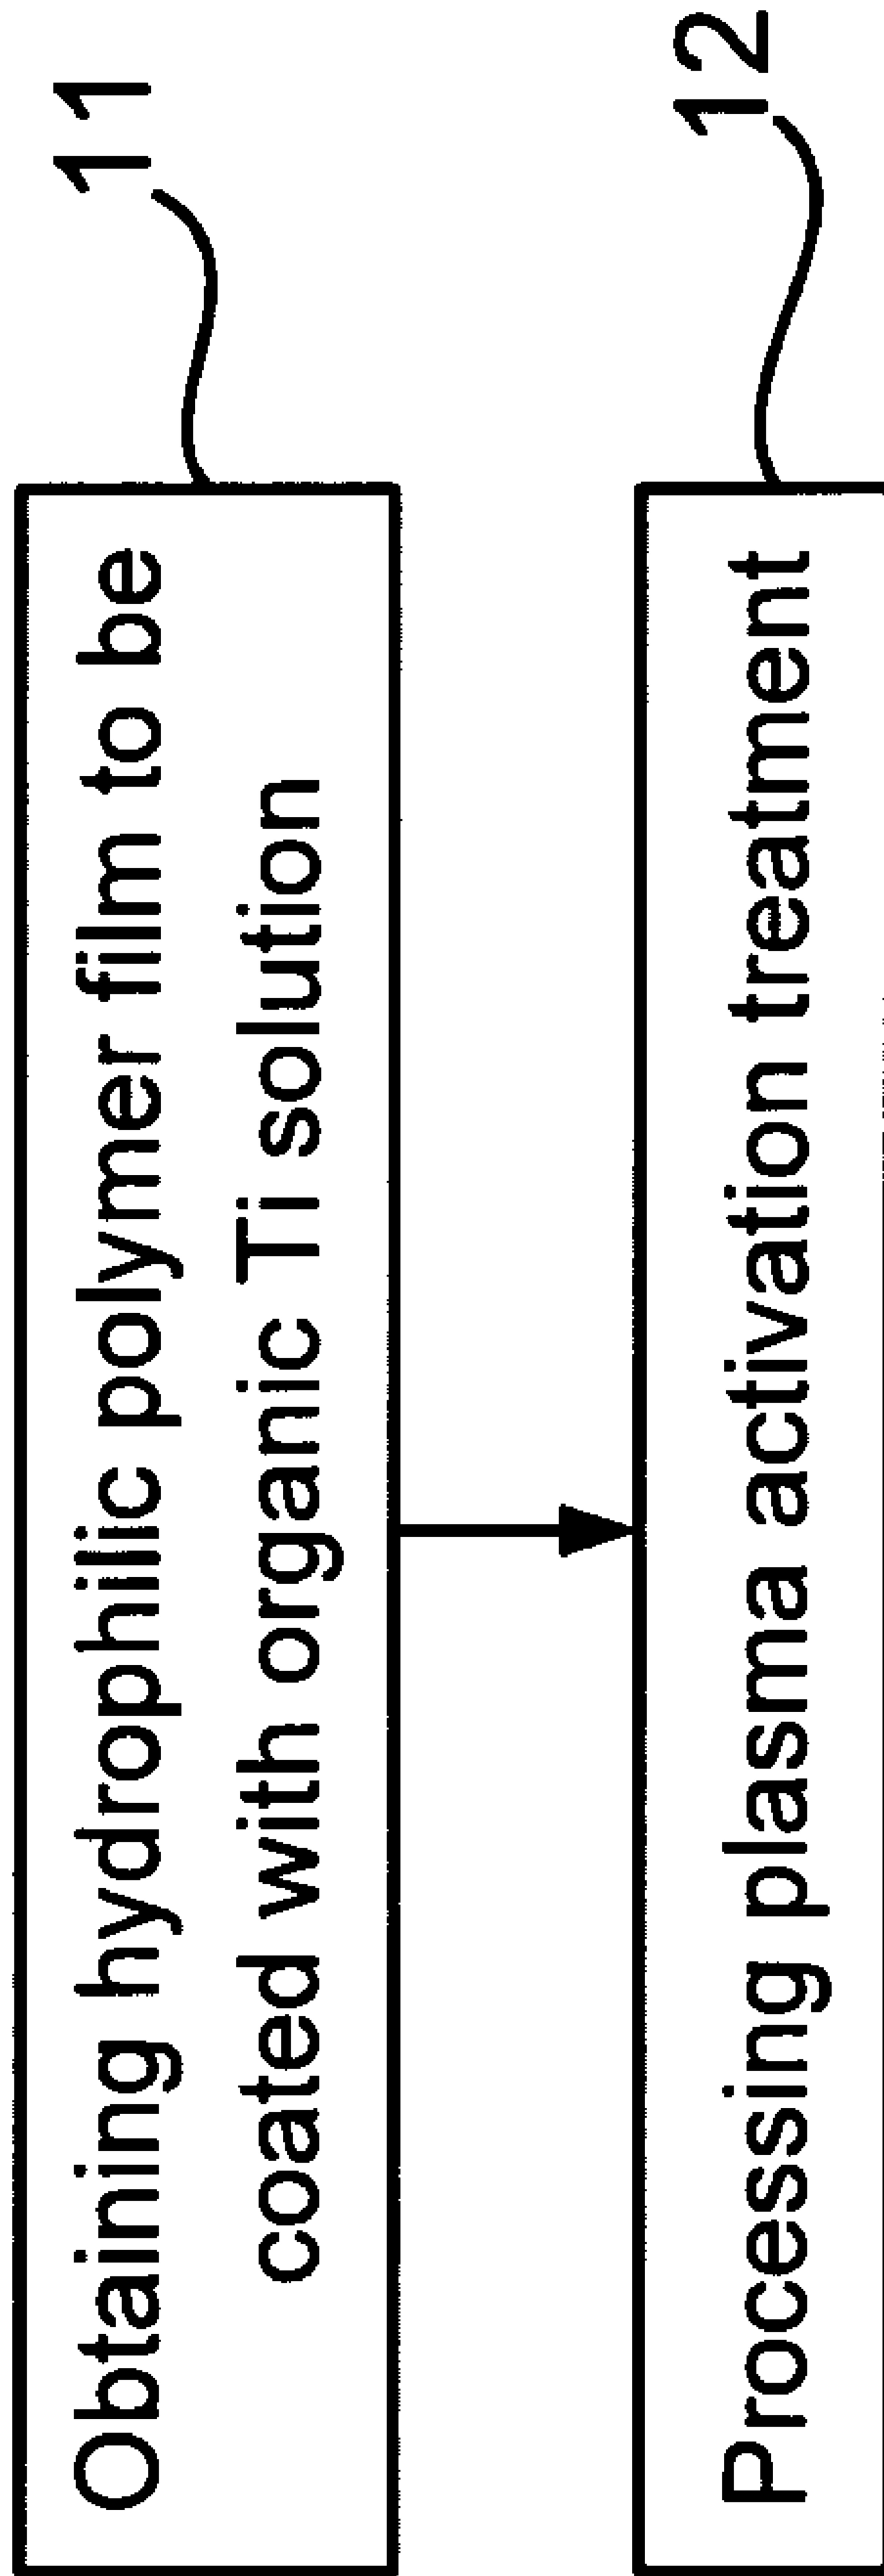 Obtaining hydrophilic polymer film to be
coated with organic Ti solution
11
Processing plasma activation treatment
12